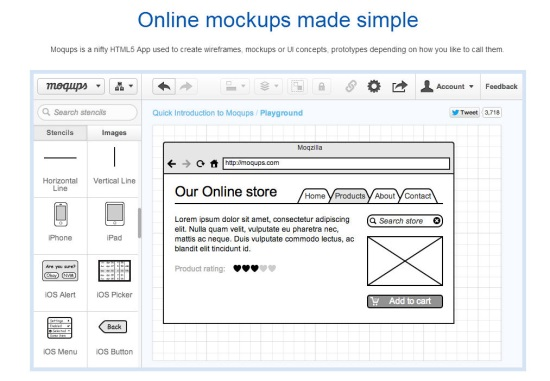 Online mockups made simple
Moqups is a nifty HTML5 App used to create wireframes, mockups or UI concepts, prototypes depending on how you like to call them.
moqups
Account
Feedback
Search stencils
Quick Introduction to Moqups / Playground
Tweet
3,718
Stencils
Images
Horizontal
Line
Vertical Line
iPhone
iPad
Are you sure?
Okay
iOS Alert
iOS Picker
iOS Menu
Back
iOS Button
Moqzilla
http://moqups.com
Our Online store
Home
Products
About
Contact
Lorem ipsum dolor sit amet, consectetur adipiscing
elit. Nulla quam velit, vulputate eu pharetra nec,
mattis ac neque. Duis vulputate commodo lectus, ac
blandit elit tincidunt id.
Product rating:
Search store
Add to cart